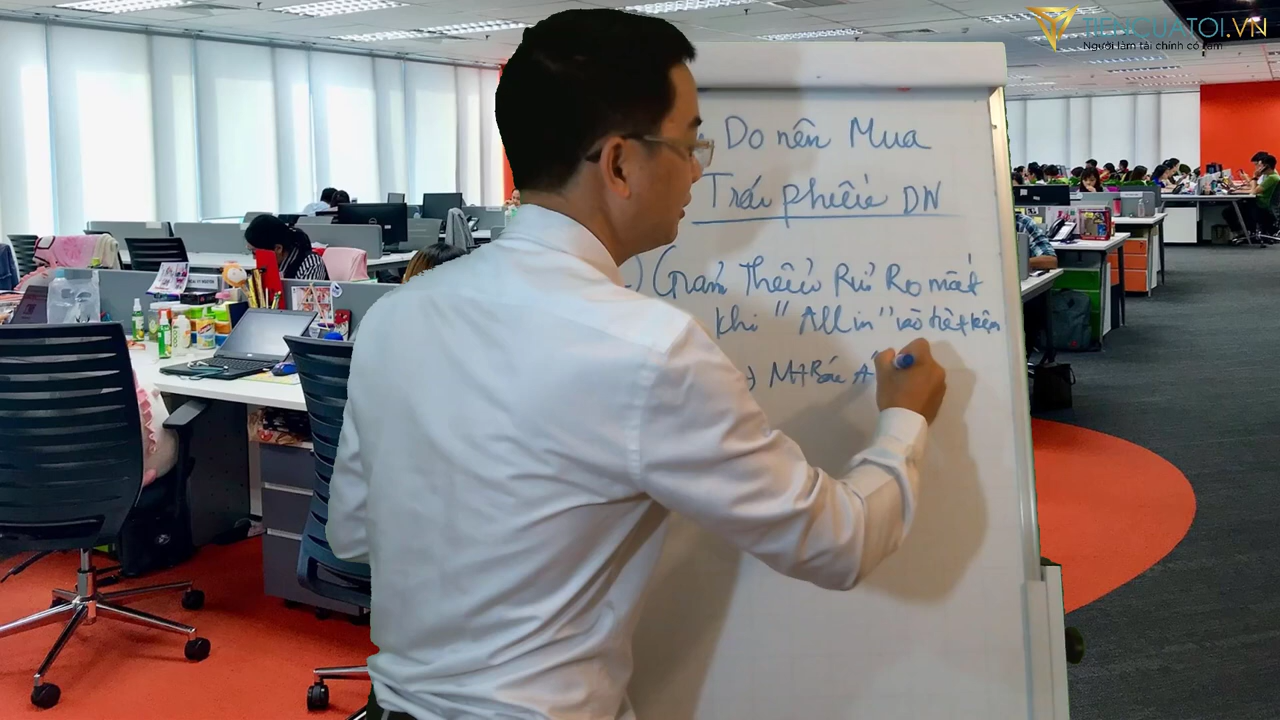 TIENCUATOI.VN
Người làm tài chính có tâm
Do nên Mua
Trái phiếu DN
Giảm Thiểu Rủi Ro mất
khi "All in" vào tiết kiệm